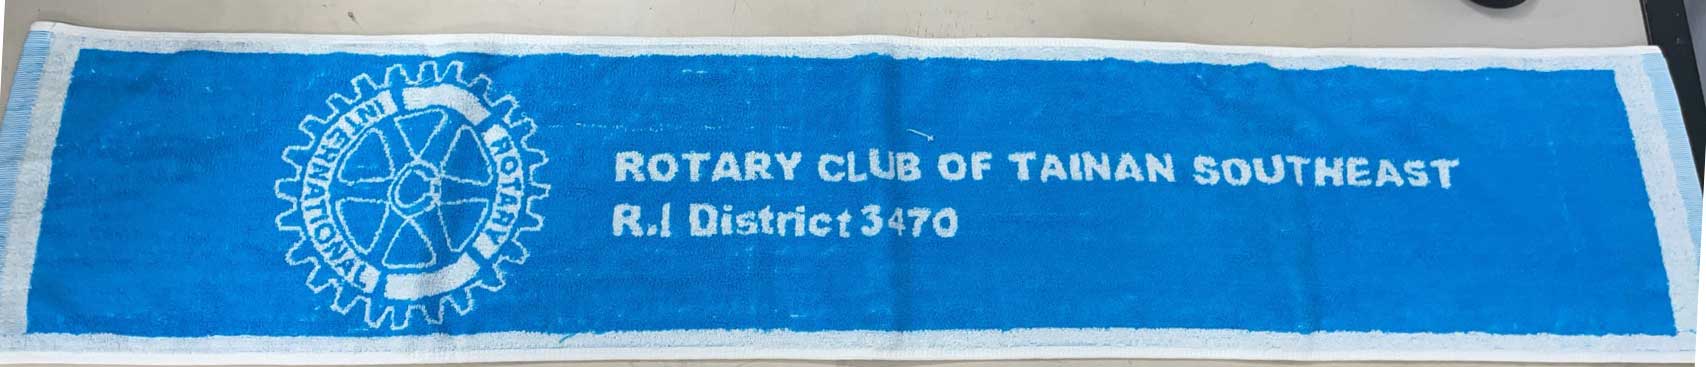 ROTARY
INTERNATIONAL
ROTARY CLUB OF TAINAN SOUTHEAST
R.I District 3470